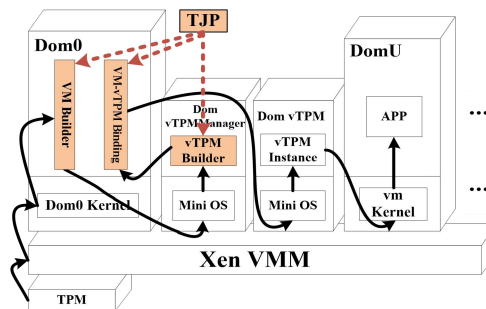 TJP
Dom0
DomU
VM Builder
VM-vTPM
Binding
Dom
vTPMManager
Dom vTPM
vTPM
Builder
vTPM
Instance
APP
...
Dom0 Kernel
Mini OS
Mini OS
vm
Kernel
...
Xen VMM
TPM